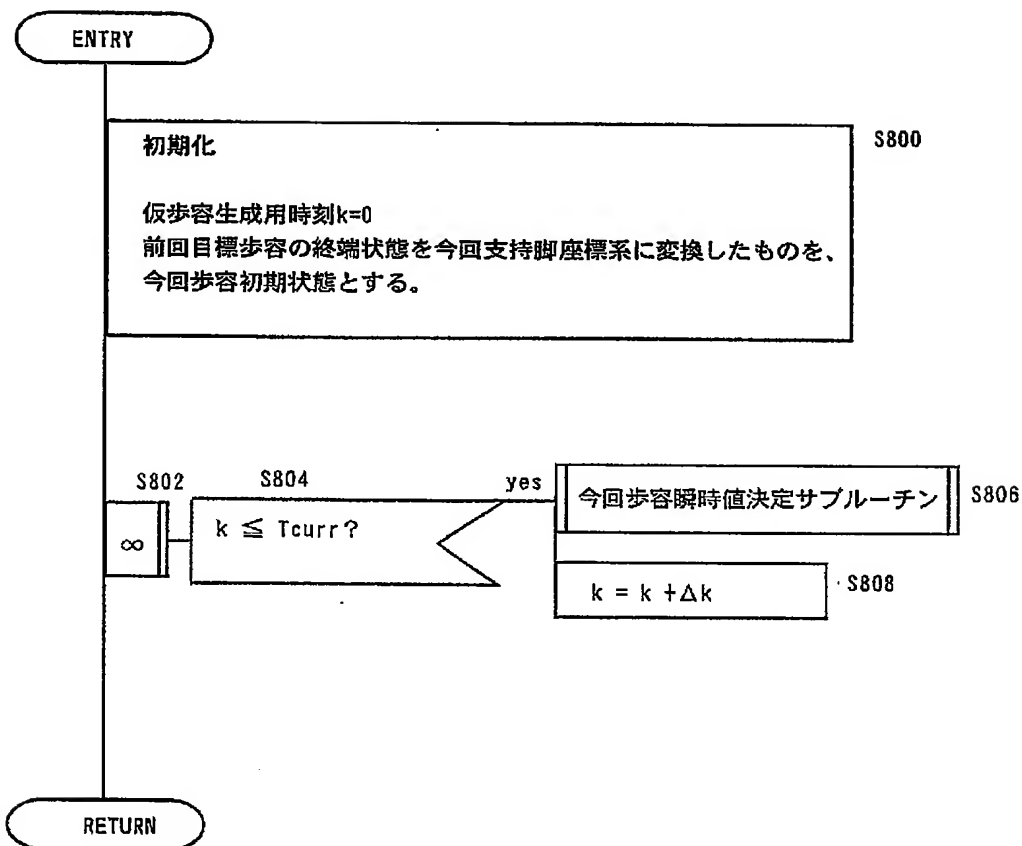 ENTRY
初期化
S800
仮歩容生成用時刻k=0
前回目標歩容の終端状態を今回支持脚座標系に変換したものを、
今回歩容初期状態とする。
S802
S804
yes
∞
k ≦ Tcurr?
今回歩容瞬時値決定サブルーチン
S806
k = k +Δk
S808
RETURN